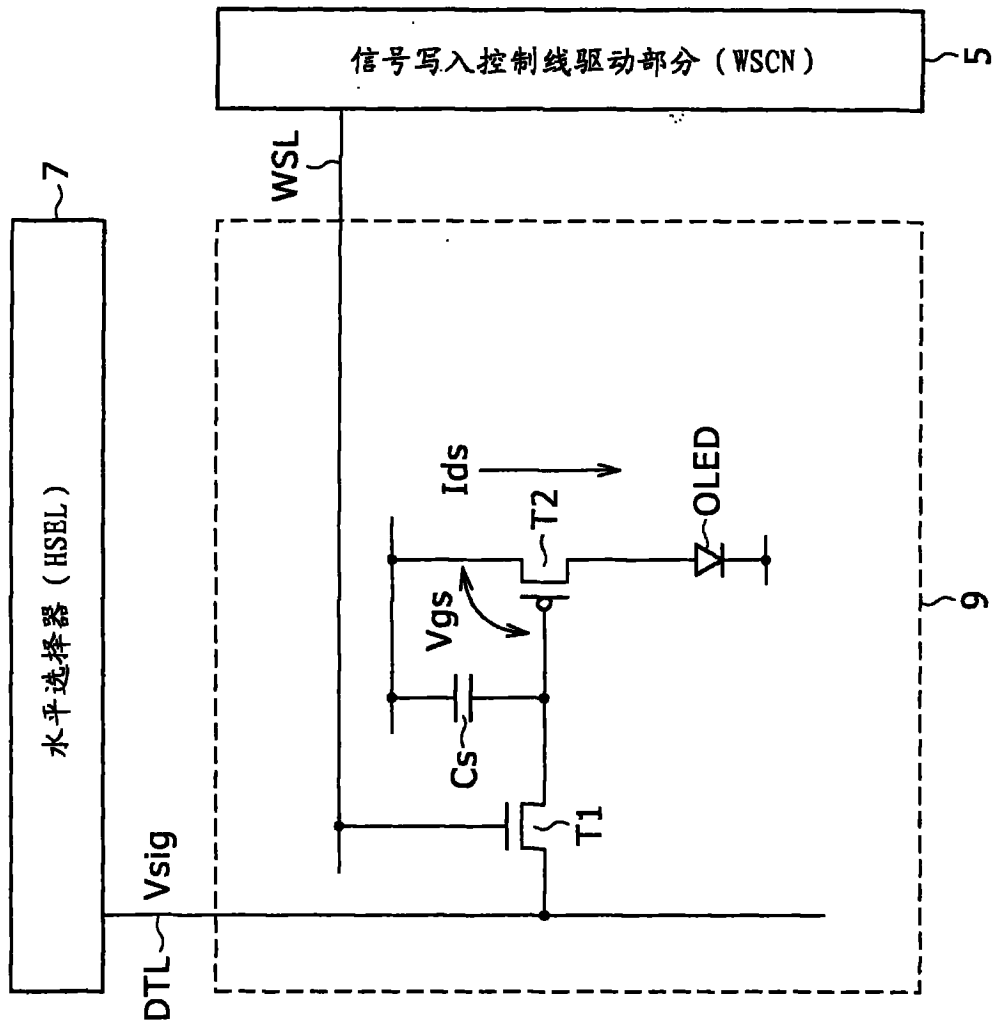 水平选择器（HSEL）
7
DTL
Vsig
WSL
信号写入控制线驱动部分（WSCN）
5
Ids
Vgs
Cs
T1
T2
OLED
9